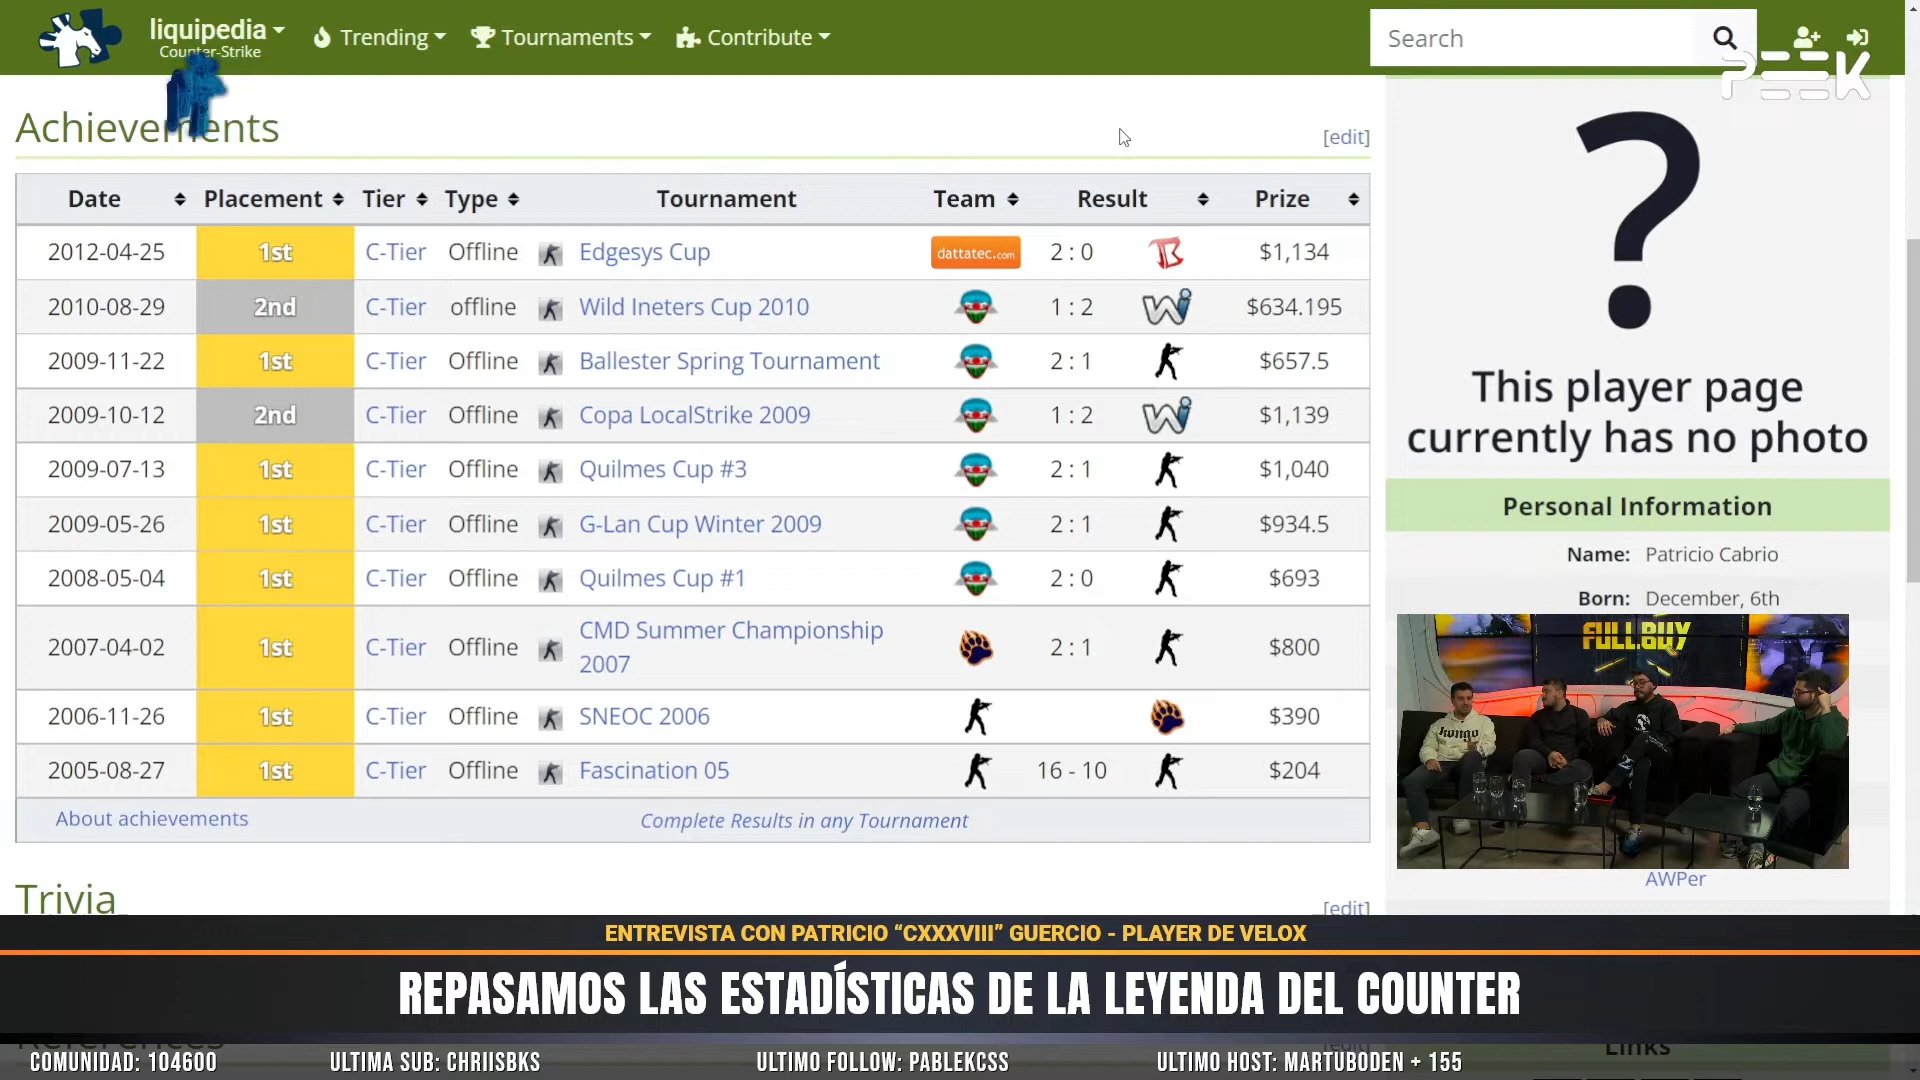 liquipedia
Counter-Strike
Trending
Tournaments
Contribute
Search
PEEK
Achievements
[edit]
Date Placement Tier Type Tournament Team Result Prize
2012-04-25 1st C-Tier Offline Edgesys Cup dattatec.com 2 : 0 $1,134
2010-08-29 2nd C-Tier offline Wild Ineters Cup 2010 1 : 2 Wi $634.195
2009-11-22 1st C-Tier Offline Ballester Spring Tournament 2 : 1 $657.5
2009-10-12 2nd C-Tier Offline Copa LocalStrike 2009 1 : 2 Wi $1,139
2009-07-13 1st C-Tier Offline Quilmes Cup #3 2 : 1 $1,040
2009-05-26 1st C-Tier Offline G-Lan Cup Winter 2009 2 : 1 $934.5
2008-05-04 1st C-Tier Offline Quilmes Cup #1 2 : 0 $693
2007-04-02 1st C-Tier Offline CMD Summer Championship 2007 2 : 1 $800
2006-11-26 1st C-Tier Offline SNEOC 2006 $390
2005-08-27 1st C-Tier Offline Fascination 05 16 - 10 $204
About achievements
Complete Results in any Tournament
Trivia
[edit]
?
This player page
currently has no photo
Personal Information
Name: Patricio Cabrio
Born: December, 6th
FULL.BUY
hongo
AWPer
ENTREVISTA CON PATRICIO “CXXXVIII” GUERCIO - PLAYER DE VELOX
REPASAMOS LAS ESTADÍSTICAS DE LA LEYENDA DEL COUNTER
References
[edit]
Links
COMUNIDAD: 104600
ULTIMA SUB: CHRIISBKS
ULTIMO FOLLOW: PABLEKCSS
ULTIMO HOST: MARTUBODEN + 155